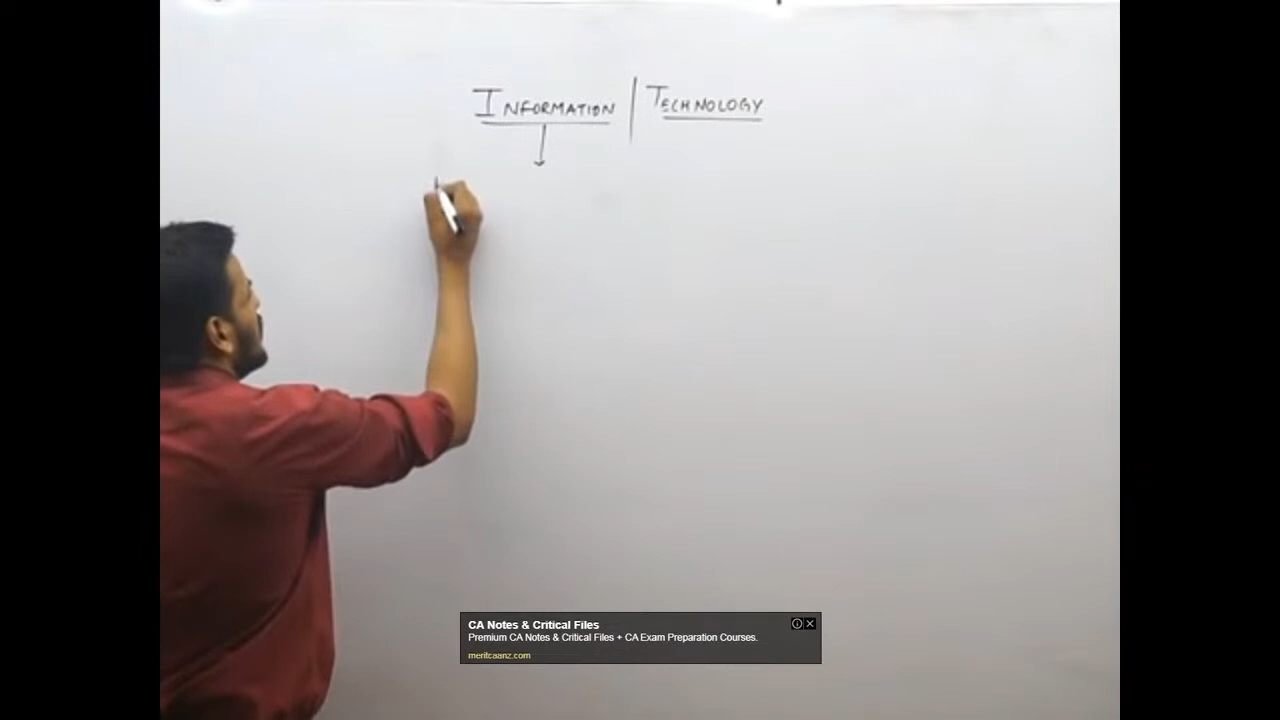 INFORMATION | TECHNOLOGY
CA Notes & Critical Files
Premium CA Notes & Critical Files + CA Exam Preparation Courses.
meritcaanz.com